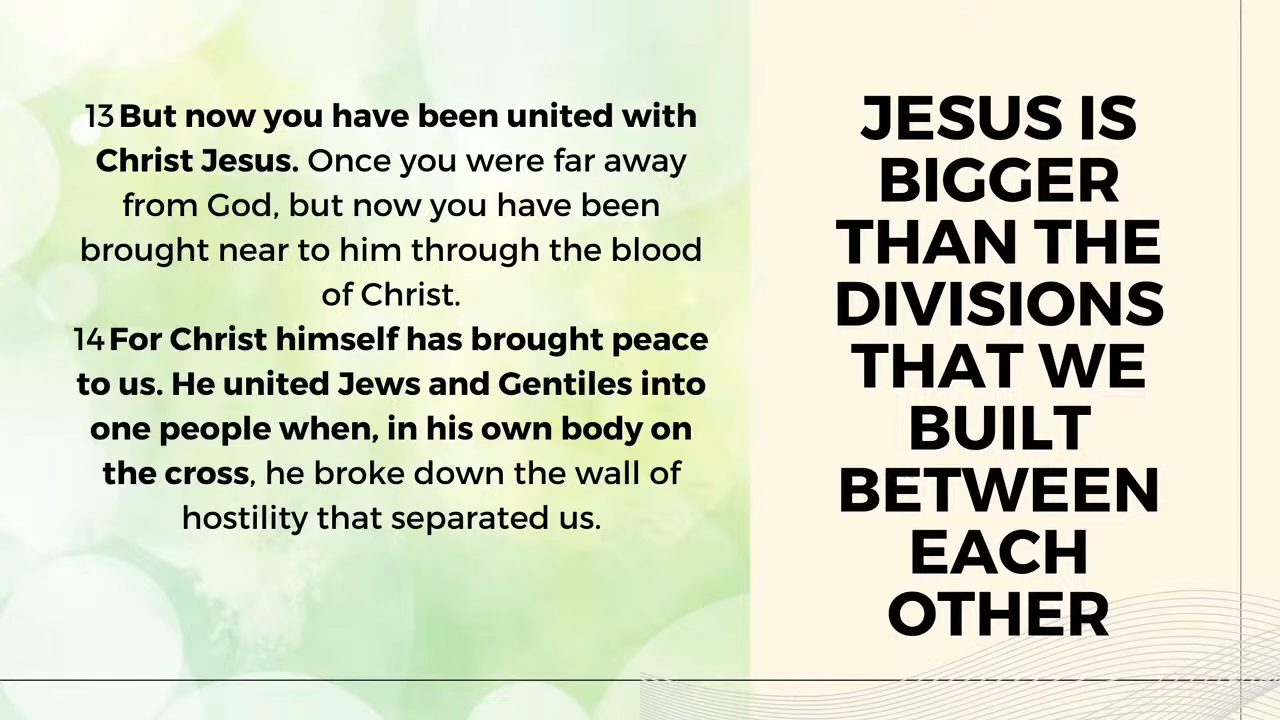 13 But now you have been united with
Christ Jesus. Once you were far away
from God, but now you have been
brought near to him through the blood
of Christ.
14 For Christ himself has brought peace
to us. He united Jews and Gentiles into
one people when, in his own body on
the cross, he broke down the wall of
hostility that separated us.
JESUS IS
BIGGER
THAN THE
DIVISIONS
THAT WE
BUILT
BETWEEN
EACH
OTHER